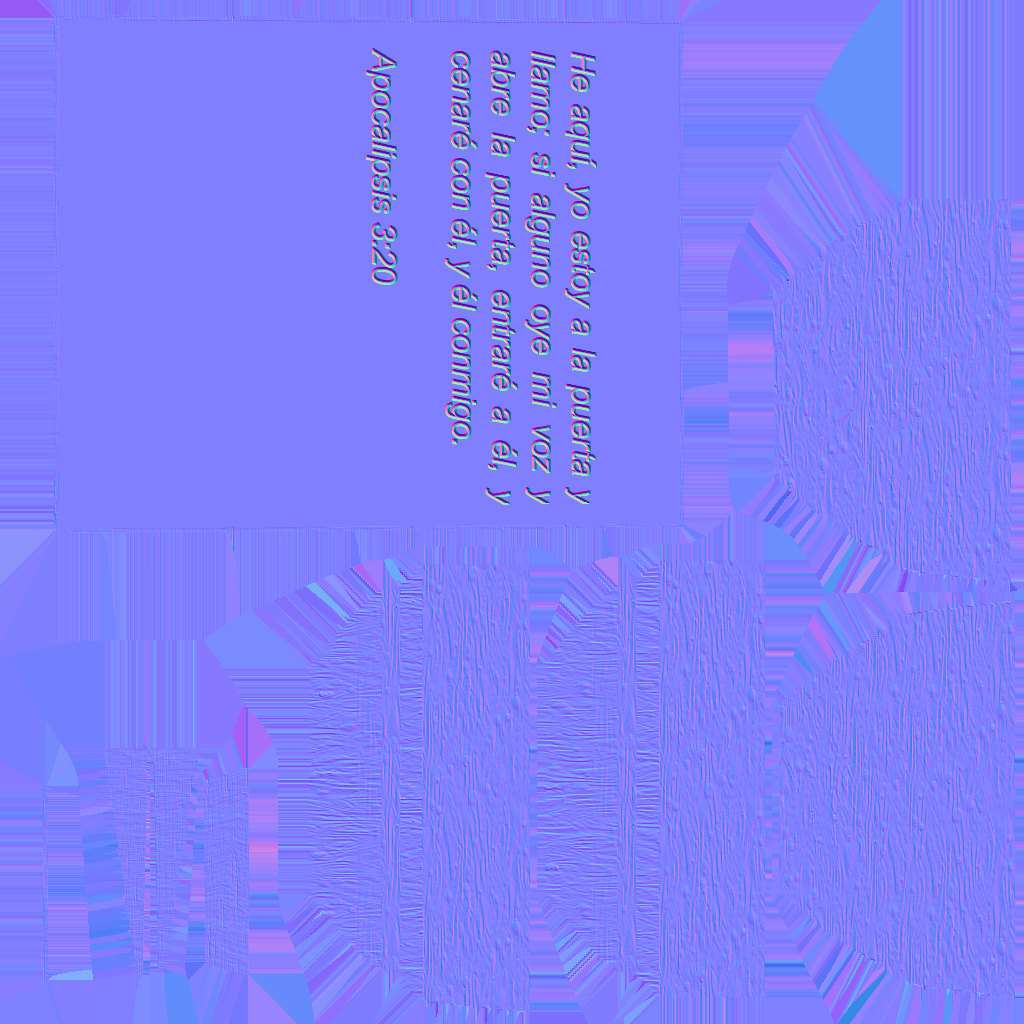 He aquí, yo estoy a la puerta y
llamo; si alguno oye mi voz y
abre la puerta, entraré a él, y
cenaré con él, y él conmigo.
Apocalipsis 3:20